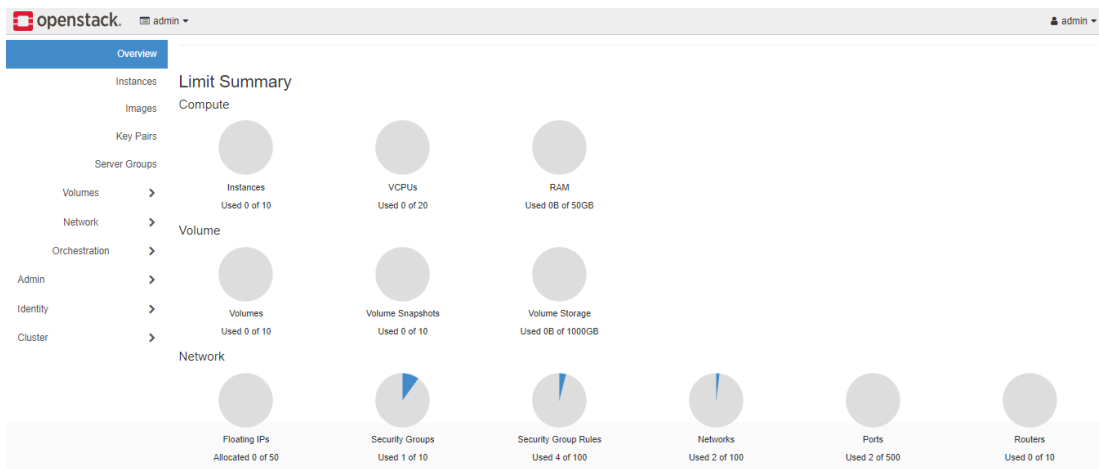 openstack. admin admin
Overview
Instances
Images
Key Pairs
Server Groups
Volumes
Network
Orchestration
Admin
Identity
Cluster
Limit Summary
Compute
Instances VCPUs RAM
Used 0 of 10 Used 0 of 20 Used 0B of 50GB
Volume
Volumes Volume Snapshots Volume Storage
Used 0 of 10 Used 0 of 10 Used 0B of 1000GB
Network
Floating IPs Security Groups Security Group Rules Networks Ports Routers
Allocated 0 of 50 Used 1 of 10 Used 4 of 100 Used 2 of 100 Used 2 of 500 Used 0 of 10